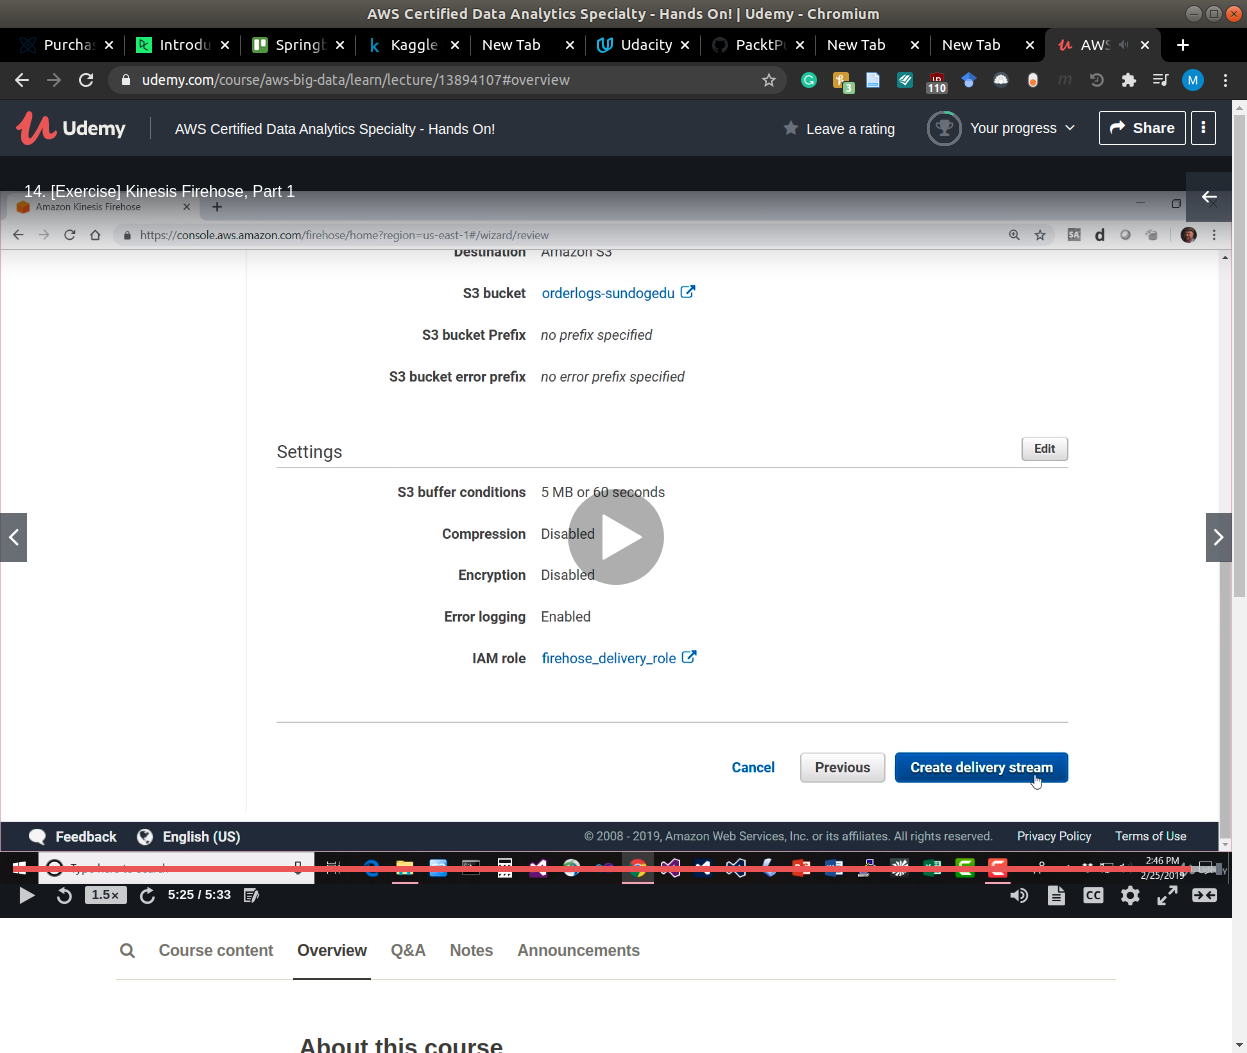 AWS Certified Data Analytics Specialty - Hands On! | Udemy - Chromium
Purchas
Introdu
Springb
Kaggle
New Tab
Udacity
PacktPu
New Tab
New Tab
AWS
udemy.com/course/aws-big-data/learn/lecture/13894107#overview
3
110
M
Udemy
AWS Certified Data Analytics Specialty - Hands On!
Leave a rating
Your progress
Share
14. [Exercise] Kinesis Firehose, Part 1
Amazon Kinesis Firehose
https://console.aws.amazon.com/firehose/home?region=us-east-1#/wizard/review
Destination Amazon S3
S3 bucket orderlogs-sundogedu
S3 bucket Prefix no prefix specified
S3 bucket error prefix no error prefix specified
Settings
Edit
S3 buffer conditions 5 MB or 60 seconds
Compression Disabled
Encryption Disabled
Error logging Enabled
IAM role firehose_delivery_role
Cancel
Previous
Create delivery stream
Feedback
English (US)
© 2008 - 2019, Amazon Web Services, Inc. or its affiliates. All rights reserved.
Privacy Policy
Terms of Use
2:46 PM
2/25/2019
1.5×
5:25 / 5:33
CC
Course content
Overview
Q&A
Notes
Announcements
About this course